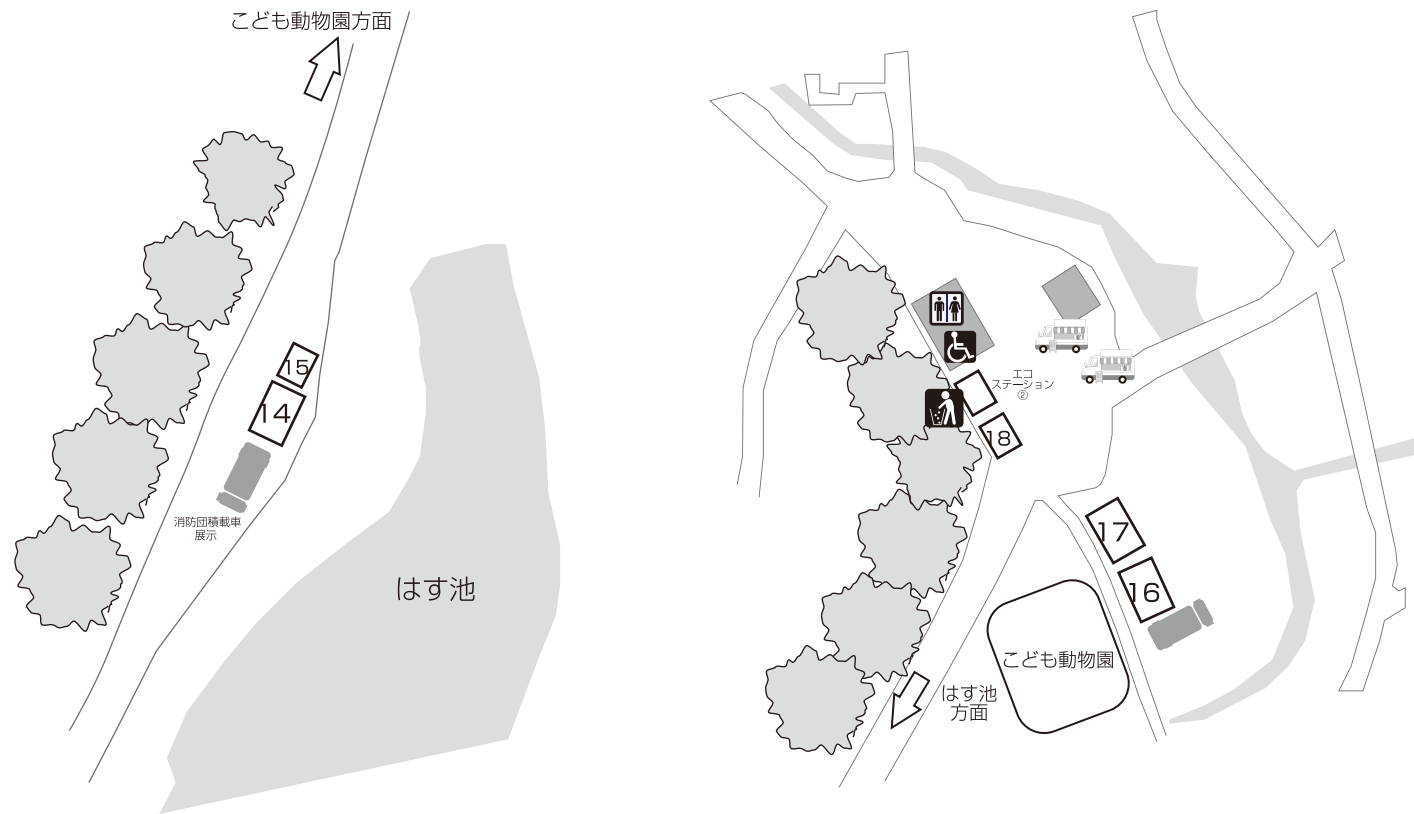 こども動物園方面
15
14
消防団積載車
展示
はす池
エコ
ステーション
②
18
17
16
こども動物園
はす池
方面